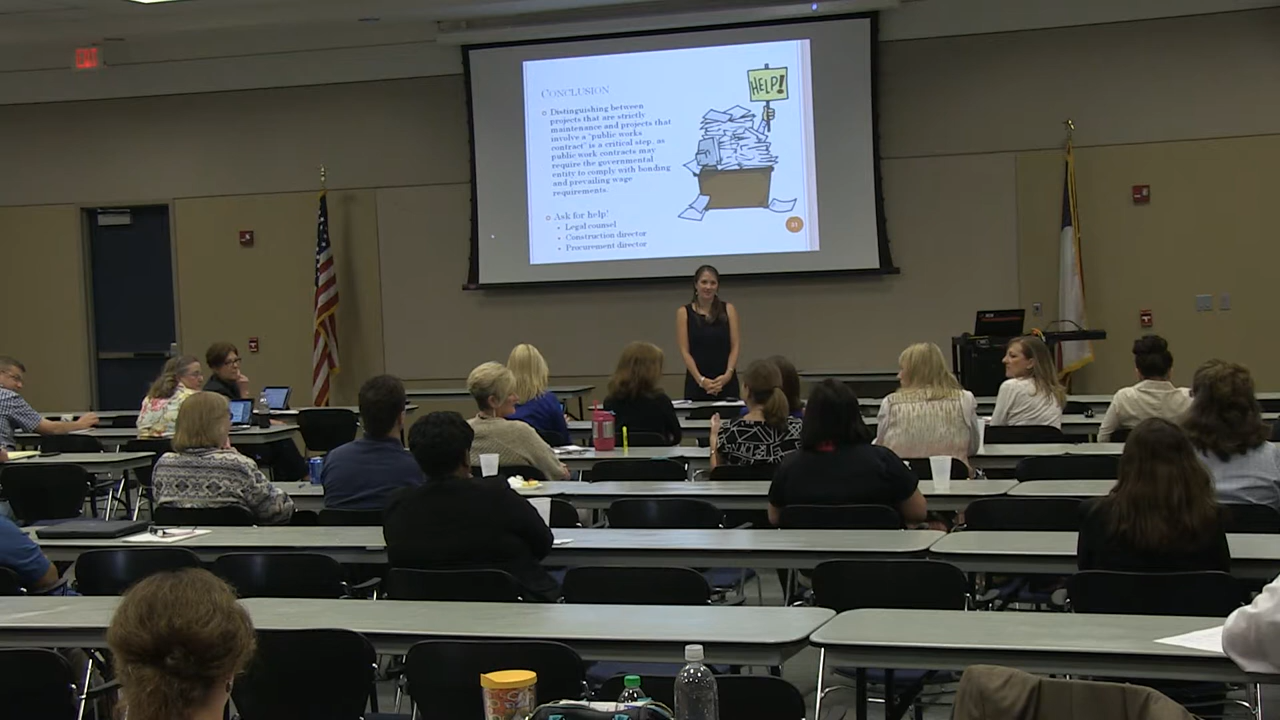 EXIT
CONCLUSION
HELP!
Distinguishing between
projects that are strictly
maintenance and projects that
involve a "public works
contract" is a critical step, as
public work contracts may
require the governmental
entity to comply with bonding
and prevailing wage
requirements.
Ask for help!
• Legal counsel
• Construction director
• Procurement director